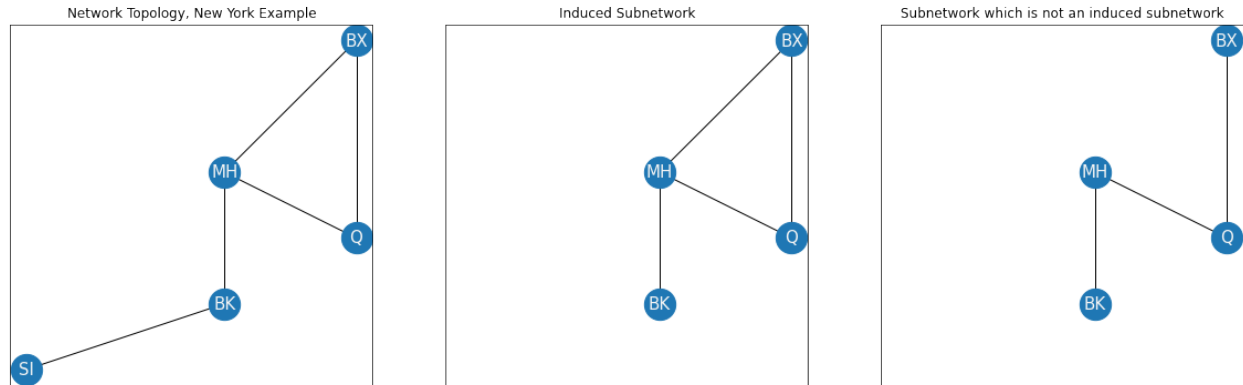 Network Topology, New York Example
BX
MH
Q
BK
SI
Induced Subnetwork
BX
MH
Q
BK
Subnetwork which is not an induced subnetwork
BX
MH
Q
BK